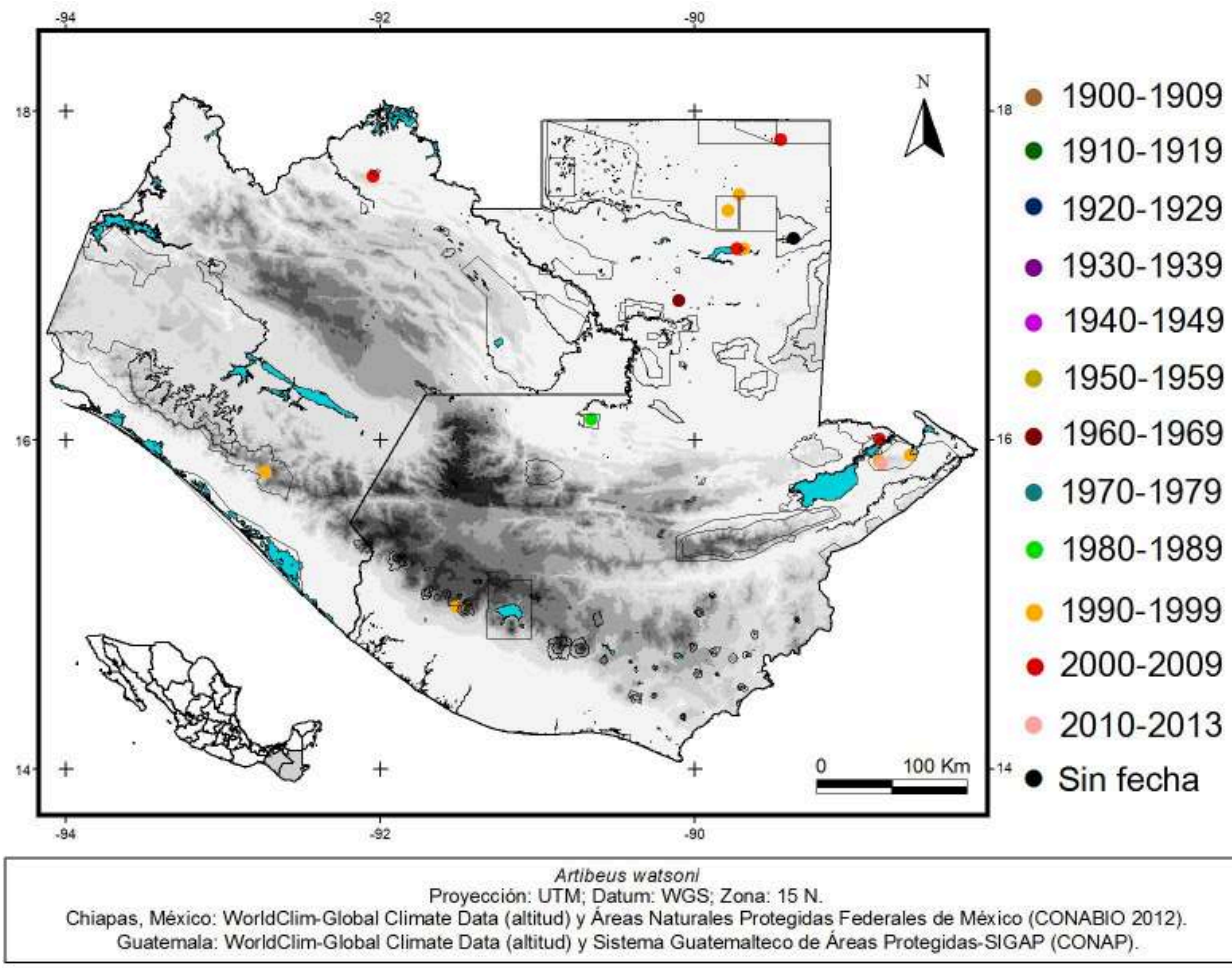 -94 -92 -90
N
18 18
16 16
14 14
0 100 Km
-94 -92 -90
1900-1909
1910-1919
1920-1929
1930-1939
1940-1949
1950-1959
1960-1969
1970-1979
1980-1989
1990-1999
2000-2009
2010-2013
Sin fecha
Artibeus watsoni
Proyección: UTM; Datum: WGS; Zona: 15 N.
Chiapas, México: WorldClim-Global Climate Data (altitud) y Áreas Naturales Protegidas Federales de México (CONABIO 2012).
Guatemala: WorldClim-Global Climate Data (altitud) y Sistema Guatemalteco de Áreas Protegidas-SIGAP (CONAP).